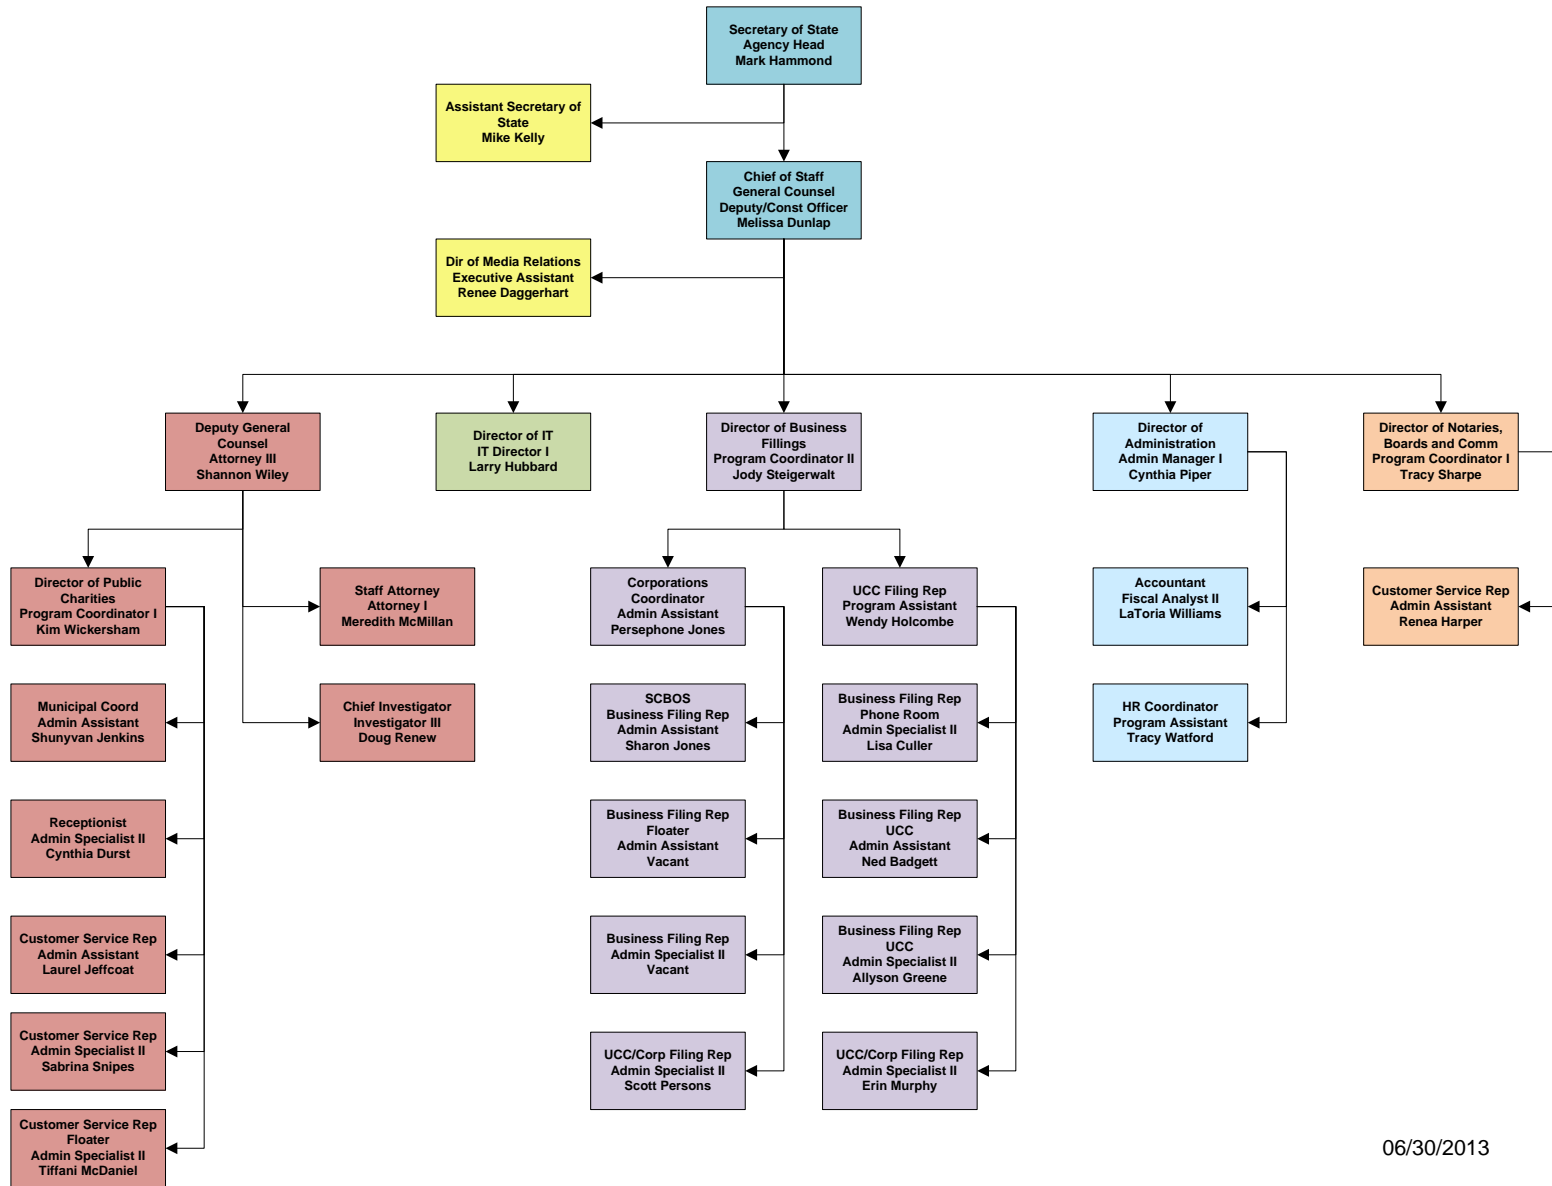 Secretary of State
Agency Head
Mark Hammond
Assistant Secretary of
State
Mike Kelly
Chief of Staff
General Counsel
Deputy/Const Officer
Melissa Dunlap
Dir of Media Relations
Executive Assistant
Renee Daggerhart
Deputy General
Counsel
Attorney III
Shannon Wiley
Director of IT
IT Director I
Larry Hubbard
Director of Business
Fillings
Program Coordinator II
Jody Steigerwalt
Director of
Administration
Admin Manager I
Cynthia Piper
Director of Notaries,
Boards and Comm
Program Coordinator I
Tracy Sharpe
Director of Public
Charities
Program Coordinator I
Kim Wickersham
Staff Attorney
Attorney I
Meredith McMillan
Corporations
Coordinator
Admin Assistant
Persephone Jones
UCC Filing Rep
Program Assistant
Wendy Holcombe
Accountant
Fiscal Analyst II
LaToria Williams
Customer Service Rep
Admin Assistant
Renea Harper
Municipal Coord
Admin Assistant
Shunyvan Jenkins
Chief Investigator
Investigator III
Doug Renew
SCBOS
Business Filing Rep
Admin Assistant
Sharon Jones
Business Filing Rep
Phone Room
Admin Specialist II
Lisa Culler
HR Coordinator
Program Assistant
Tracy Watford
Receptionist
Admin Specialist II
Cynthia Durst
Business Filing Rep
Floater
Admin Assistant
Vacant
Business Filing Rep
UCC
Admin Assistant
Ned Badgett
Customer Service Rep
Admin Assistant
Laurel Jeffcoat
Business Filing Rep
Admin Specialist II
Vacant
Business Filing Rep
UCC
Admin Specialist II
Allyson Greene
Customer Service Rep
Admin Specialist II
Sabrina Snipes
UCC/Corp Filing Rep
Admin Specialist II
Scott Persons
UCC/Corp Filing Rep
Admin Specialist II
Erin Murphy
Customer Service Rep
Floater
Admin Specialist II
Tiffani McDaniel
06/30/2013